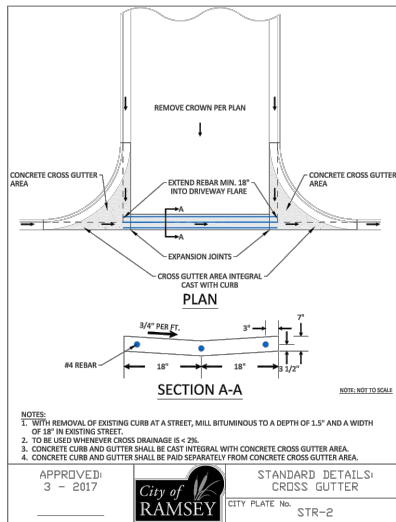 REMOVE CROWN PER PLAN
CONCRETE CROSS GUTTER
AREA
EXTEND REBAR MIN. 18"
INTO DRIVEWAY FLARE
CONCRETE CROSS GUTTER
AREA
A
A
EXPANSION JOINTS
CROSS GUTTER AREA INTEGRAL
CAST WITH CURB
PLAN
3/4" PER FT.
3"
7"
#4 REBAR
18"
18"
3 1/2"
SECTION A-A
NOTE: NOT TO SCALE
NOTES:
1. WITH REMOVAL OF EXISTING CURB AT A STREET, MILL BITUMINOUS TO A DEPTH OF 1.5" AND A WIDTH
OF 18" IN EXISTING STREET.
2. TO BE USED WHENEVER CROSS DRAINAGE IS < 2%.
3. CONCRETE CURB AND GUTTER SHALL BE CAST INTEGRAL WITH CONCRETE CROSS GUTTER AREA.
4. CONCRETE CURB AND GUTTER SHALL BE PAID SEPARATELY FROM CONCRETE CROSS GUTTER AREA.
APPROVED:
3 - 2017
City of
RAMSEY
STANDARD DETAILS:
CROSS GUTTER
CITY PLATE No.
STR-2